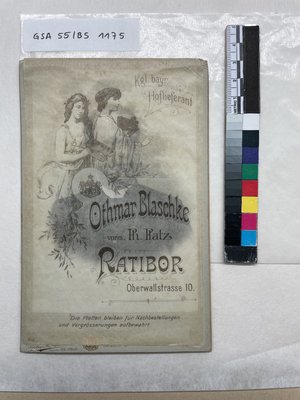 GSA 55/BS 1175
Kgl. bayr.
Hoflieferant
Othmar Blaschke
vorm.
RATIBOR
Oberwallstrasse 10.
Die Platten bleiben für Nachbestellungen
und Vergrösserungen aufbewahrt